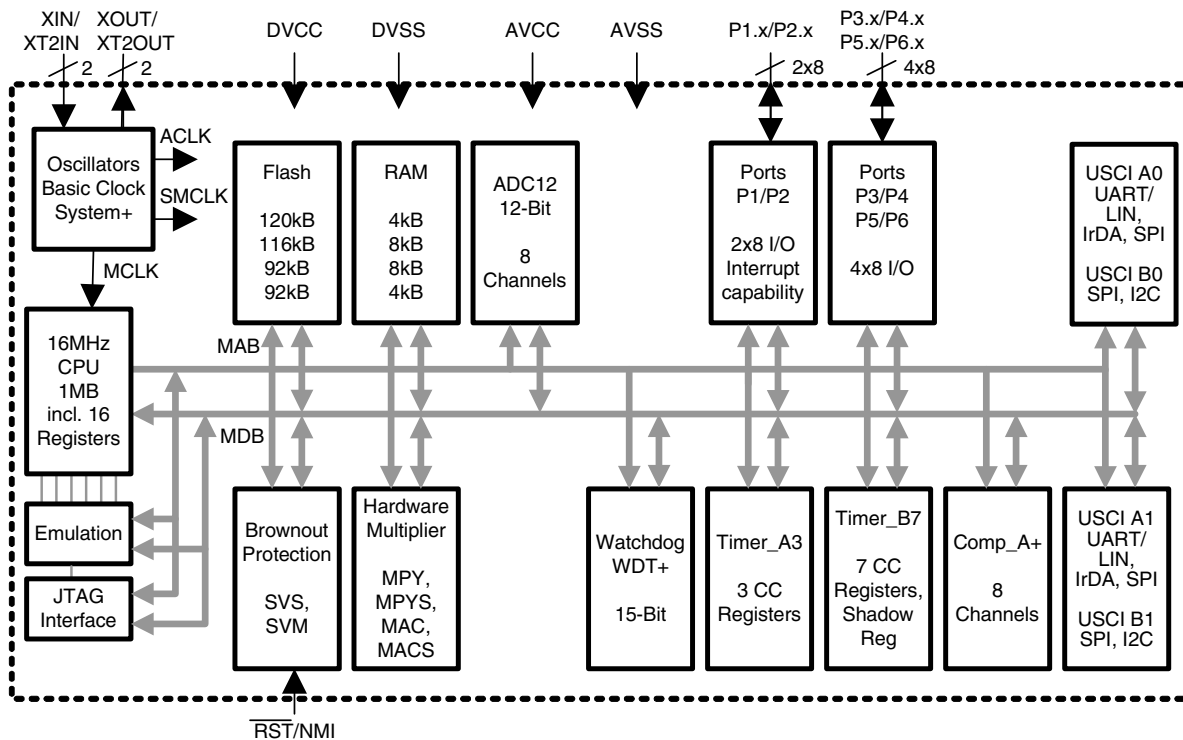 XIN/
XT2IN
XOUT/
XT2OUT
DVCC
DVSS
AVCC
AVSS
P1.x/P2.x
P3.x/P4.x
P5.x/P6.x
2
2
2x8
4x8
Oscillators
Basic Clock
System+
ACLK
SMCLK
MCLK
Flash
120kB
116kB
92kB
92kB
RAM
4kB
8kB
8kB
4kB
ADC12
12-Bit
8
Channels
Ports
P1/P2
2x8 I/O
Interrupt
capability
Ports
P3/P4
P5/P6
4x8 I/O
USCI A0
UART/
LIN,
IrDA, SPI
USCI B0
SPI, I2C
16MHz
CPU
1MB
incl. 16
Registers
MAB
MDB
Emulation
JTAG
Interface
Brownout
Protection
SVS,
SVM
Hardware
Multiplier
MPY,
MPYS,
MAC,
MACS
Watchdog
WDT+
15-Bit
Timer_A3
3 CC
Registers
Timer_B7
7 CC
Registers,
Shadow
Reg
Comp_A+
8
Channels
USCI A1
UART/
LIN,
IrDA, SPI
USCI B1
SPI, I2C
RST/NMI